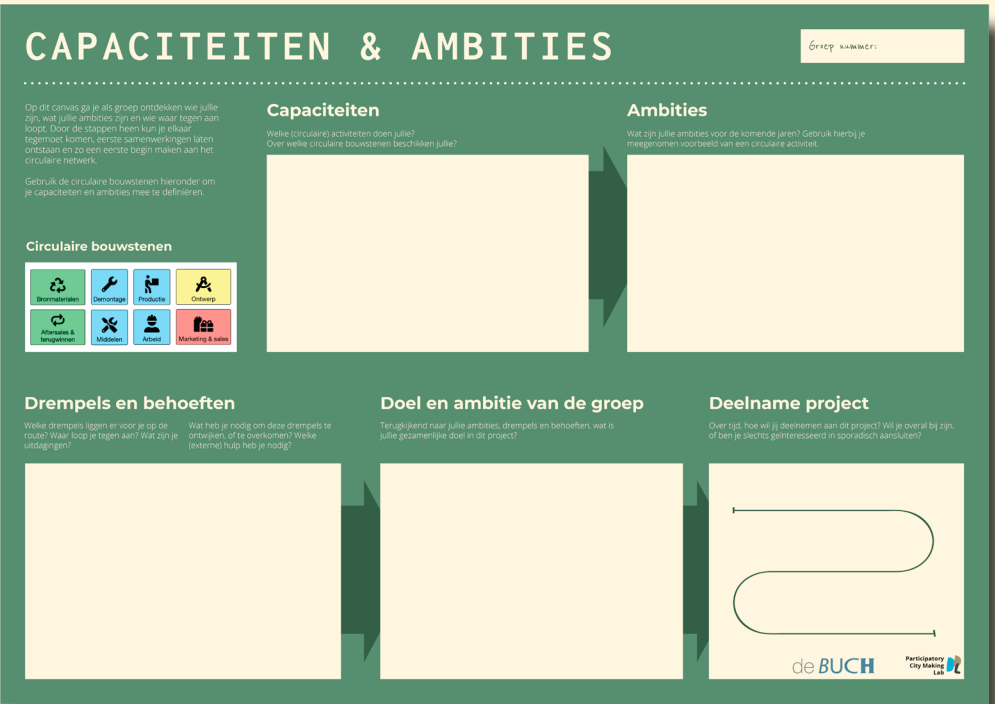 CAPACITEITEN & AMBITIES
Groep nummer:
Op dit canvas ga je als groep ontdekken wie jullie
zijn, wat jullie ambities zijn en wie waar tegen aan
loopt. Door de stappen heen kun je elkaar
tegemoet komen, eerste samenwerkingen laten
ontstaan en zo een eerste begin maken aan het
circulaire netwerk.
Gebruik de circulaire bouwstenen hieronder om
je capaciteiten en ambities mee te definiëren.
Circulaire bouwstenen
Bronmaterialen
Demontage
Productie
Ontwerp
Aftersales &
terugwinnen
Middelen
Arbeid
Marketing & sales
Capaciteiten
Welke (circulaire) activiteiten doen jullie?
Over welke circulaire bouwstenen beschikken jullie?
Ambities
Wat zijn jullie ambities voor de komende jaren? Gebruik hierbij je
meegenomen voorbeeld van een circulaire activiteit.
Drempels en behoeften
Welke drempels liggen er voor je op de
route? Waar loop je tegen aan? Wat zijn je
uitdagingen?
Wat heb je nodig om deze drempels te
ontwijken, of te overkomen? Welke
(externe) hulp heb je nodig?
Doel en ambitie van de groep
Terugkijkend naar jullie ambities, drempels en behoeften, wat is
jullie gezamenlijke doel in dit project?
Deelname project
Over tijd, hoe wil jij deelnemen aan dit project? Wil je overal bij zijn,
of ben je slechts geïnteresseerd in sporadisch aansluiten?
de BUCH
Participatory
City Making
Lab